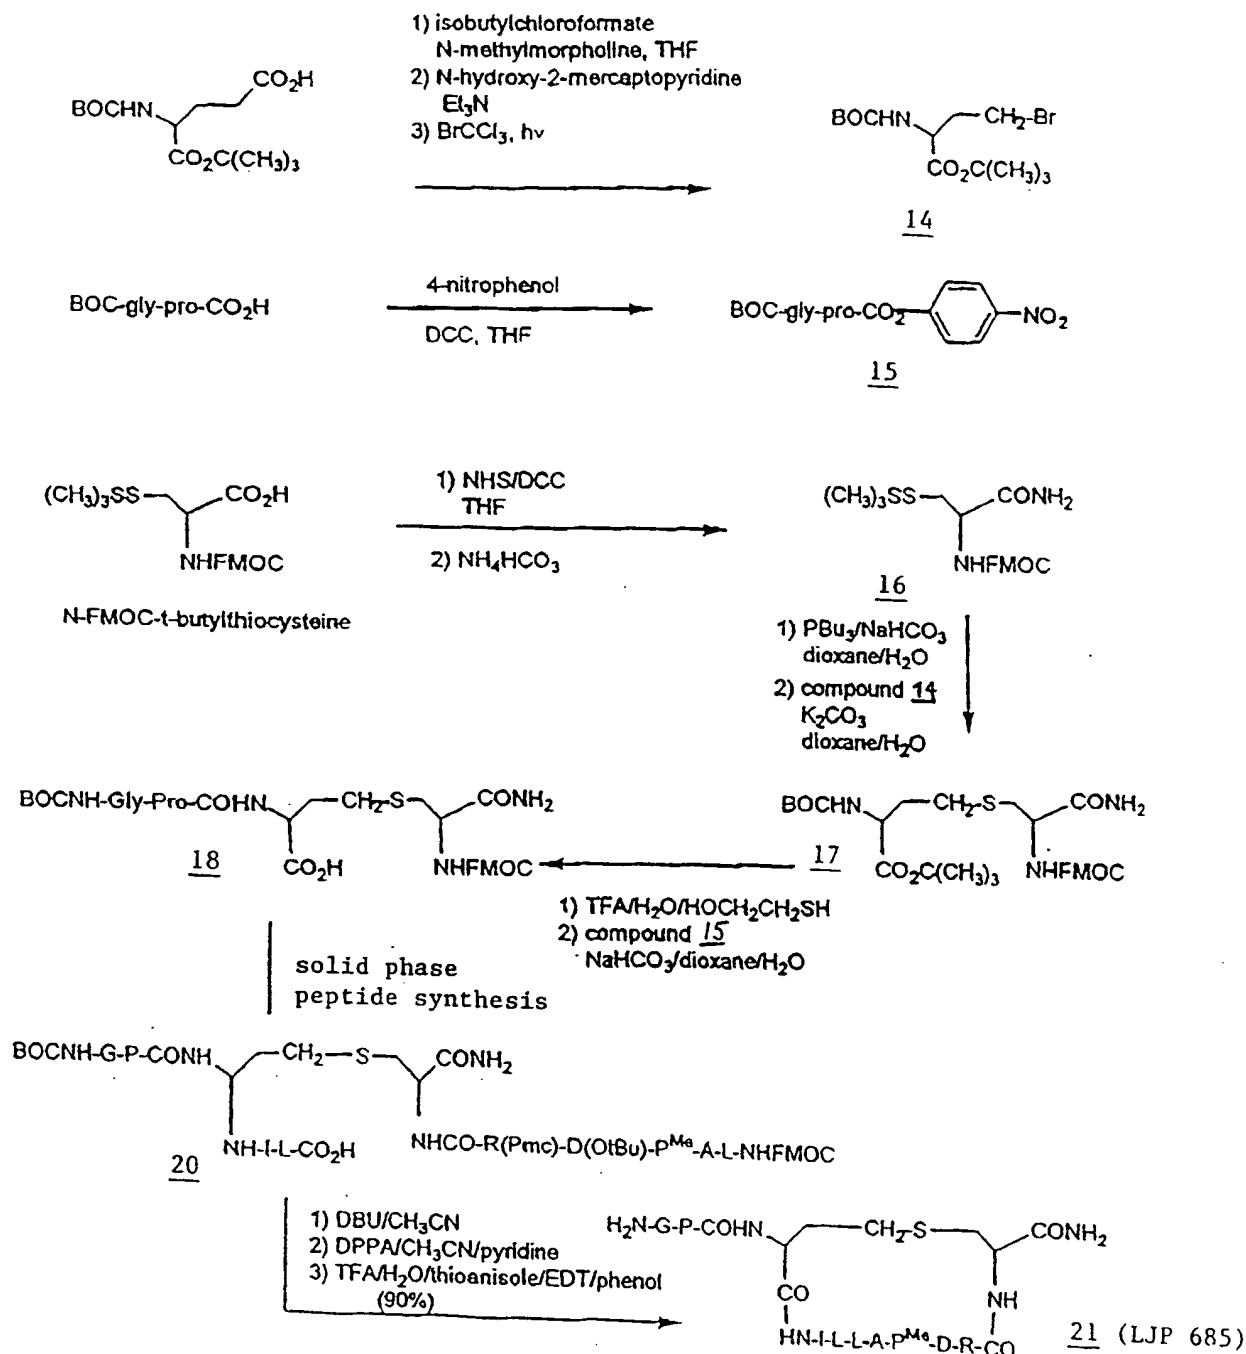 1) isobutylchloroformate
N-methylmorpholine, THF
2) N-hydroxy-2-mercaptopyridine
Et₃N
3) BrCCl₃, hν
BOCHN
CO₂H
CO₂C(CH₃)₃
BOCHN
CH₂-Br
CO₂C(CH₃)₃
14
BOC-gly-pro-CO₂H
4-nitrophenol
DCC, THF
BOC-gly-pro-CO₂
NO₂
15
(CH₃)₃SS
CO₂H
NHFMOC
N-FMOC-t-butylthiocysteine
1) NHS/DCC
THF
2) NH₄HCO₃
(CH₃)₃SS
CONH₂
NHFMOC
16
1) PBu₃/NaHCO₃
dioxane/H₂O
2) compound 14
K₂CO₃
dioxane/H₂O
BOCNH-Gly-Pro-COHN
CH₂-S
CONH₂
CO₂H
NHFMOC
18
BOCHN
CH₂-S
CONH₂
CO₂C(CH₃)₃
NHFMOC
17
1) TFA/H₂O/HOCH₂CH₂SH
2) compound 15
NaHCO₃/dioxane/H₂O
solid phase
peptide synthesis
BOCNH-G-P-CONH
CH₂-S
CONH₂
NH-I-L-CO₂H
NHCO-R(Pmc)-D(OtBu)-Pᴹᵉ-A-L-NHFMOC
20
1) DBU/CH₃CN
2) DPPA/CH₃CN/pyridine
3) TFA/H₂O/thioanisole/EDT/phenol
(90%)
H₂N-G-P-COHN
CH₂-S
CONH₂
CO
NH
HN-I-L-L-A-Pᴹᵉ-D-R-CO
21 (LJP 685)